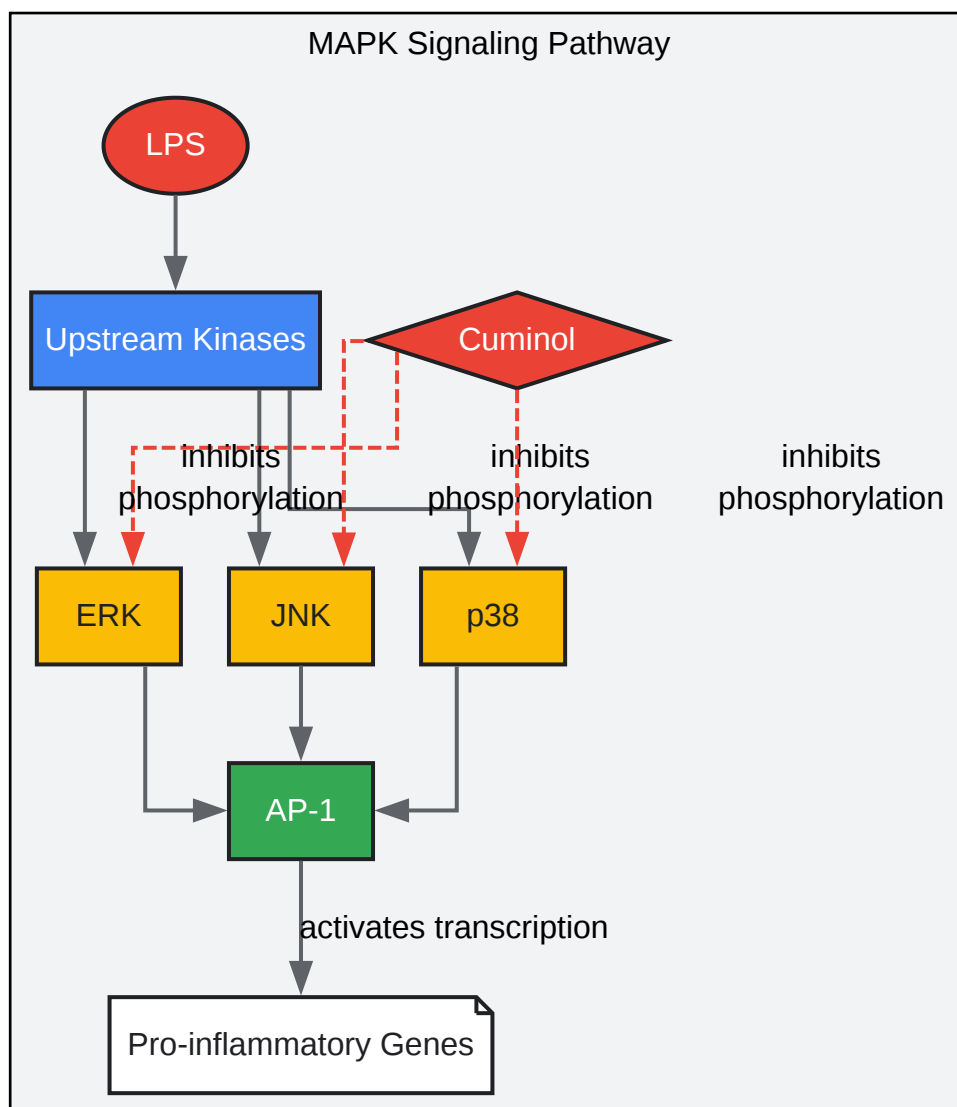 MAPK Signaling Pathway
LPS
Upstream Kinases
Cuminol
inhibits
phosphorylation
inhibits
phosphorylation
inhibits
phosphorylation
ERK
JNK
p38
AP-1
activates transcription
Pro-inflammatory Genes